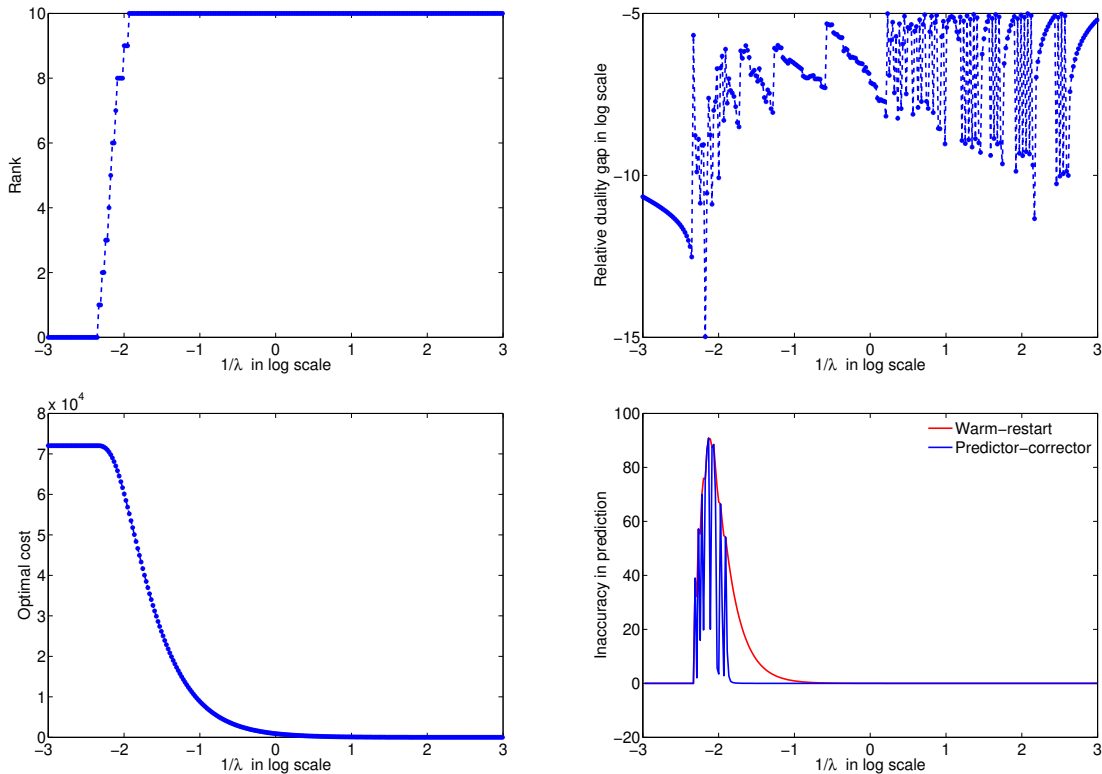 10
8
6
4
2
0
Rank
−3 −2 −1 0 1 2 3
1/λ in log scale
−5
−10
−15
Relative duality gap in log scale
−3 −2 −1 0 1 2 3
1/λ in log scale
x 10^4
8
7
6
5
4
3
2
1
0
Optimal cost
−3 −2 −1 0 1 2 3
1/λ in log scale
100
80
60
40
20
0
−20
Inaccuracy in prediction
Warm−restart
Predictor−corrector
−3 −2 −1 0 1 2 3
1/λ in log scale